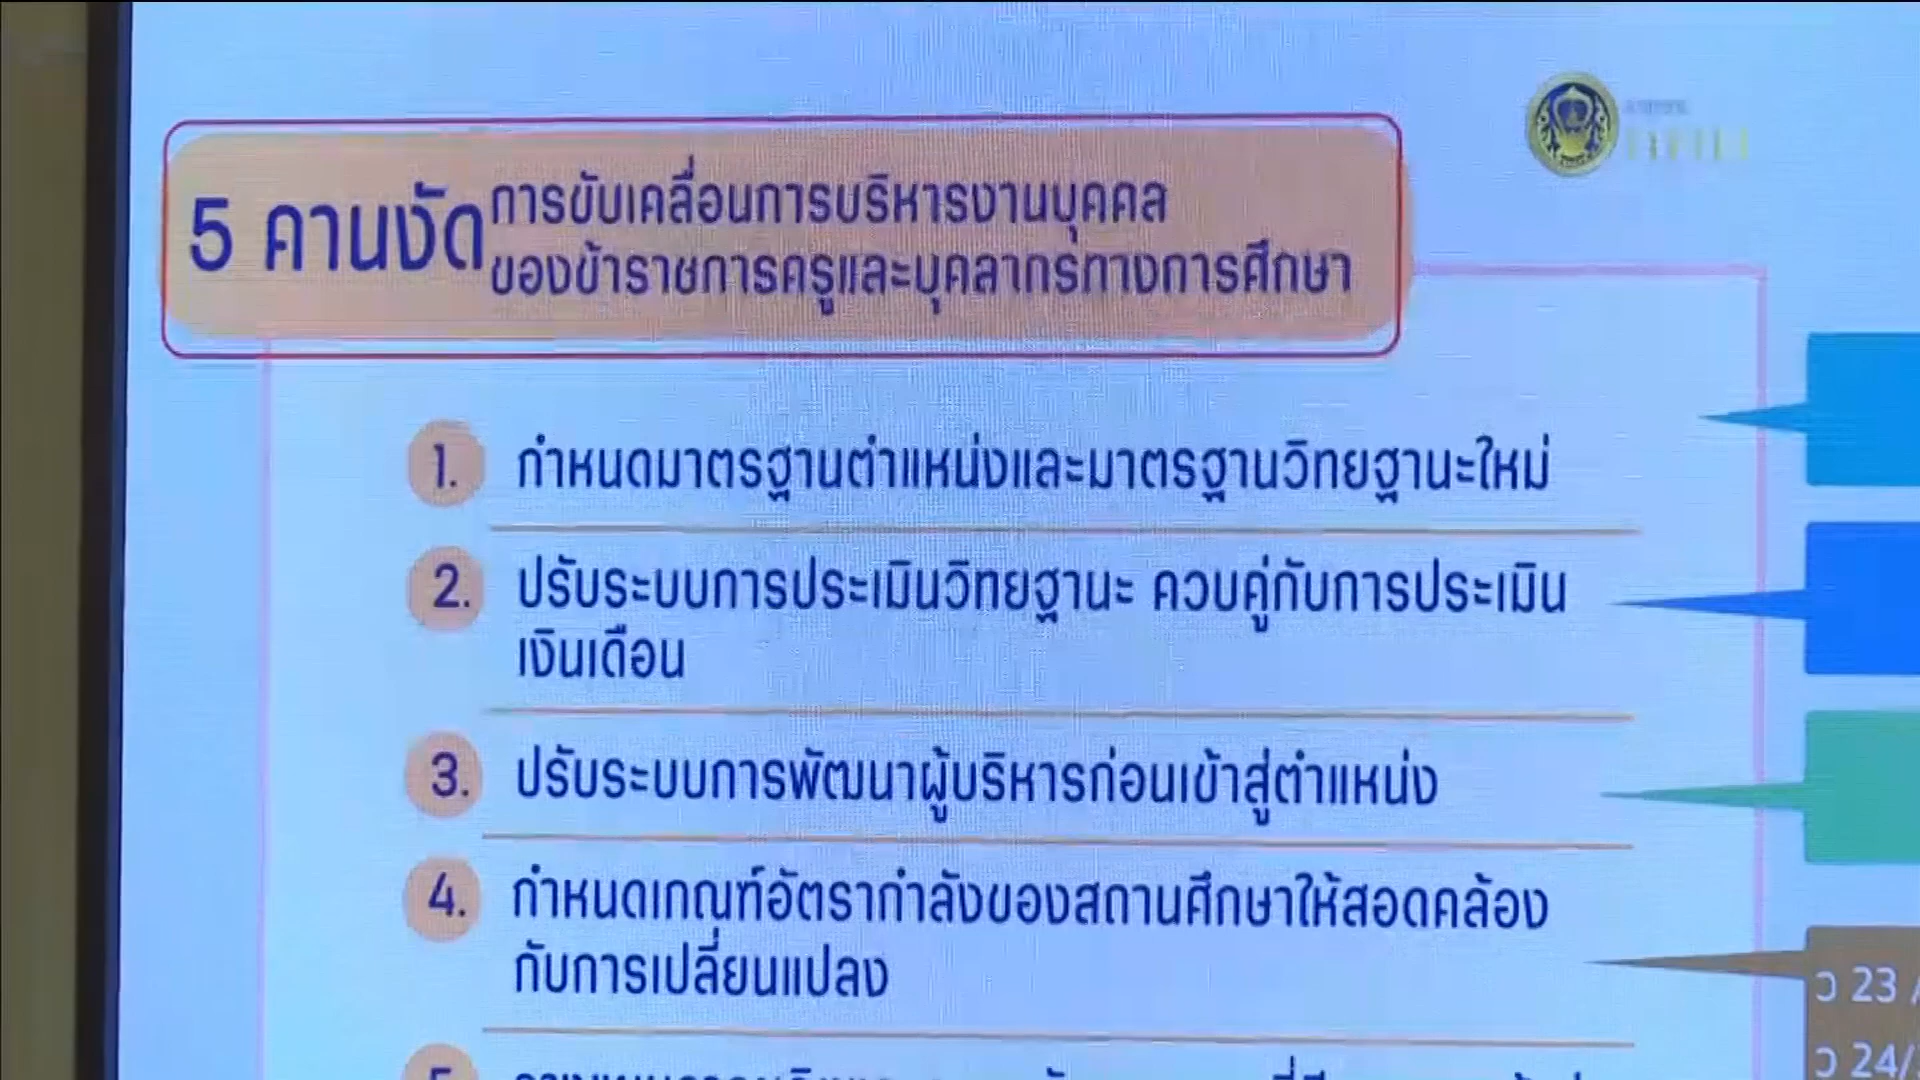 5 คานงัด
การขับเคลื่อนการบริหารงานบุคคล
ของข้าราชการครูและบุคลากรทางการศึกษา
1. กำหนดมาตรฐานตำแหน่งและมาตรฐานวิทยฐานะใหม่
2. ปรับระบบการประเมินวิทยฐานะ ควบคู่กับการประเมิน
เงินเดือน
3. ปรับระบบการพัฒนาผู้บริหารก่อนเข้าสู่ตำแหน่ง
4. กำหนดเกณฑ์อัตรากำลังของสถานศึกษาให้สอดคล้อง
กับการเปลี่ยนแปลง
ว 23
ว 24/